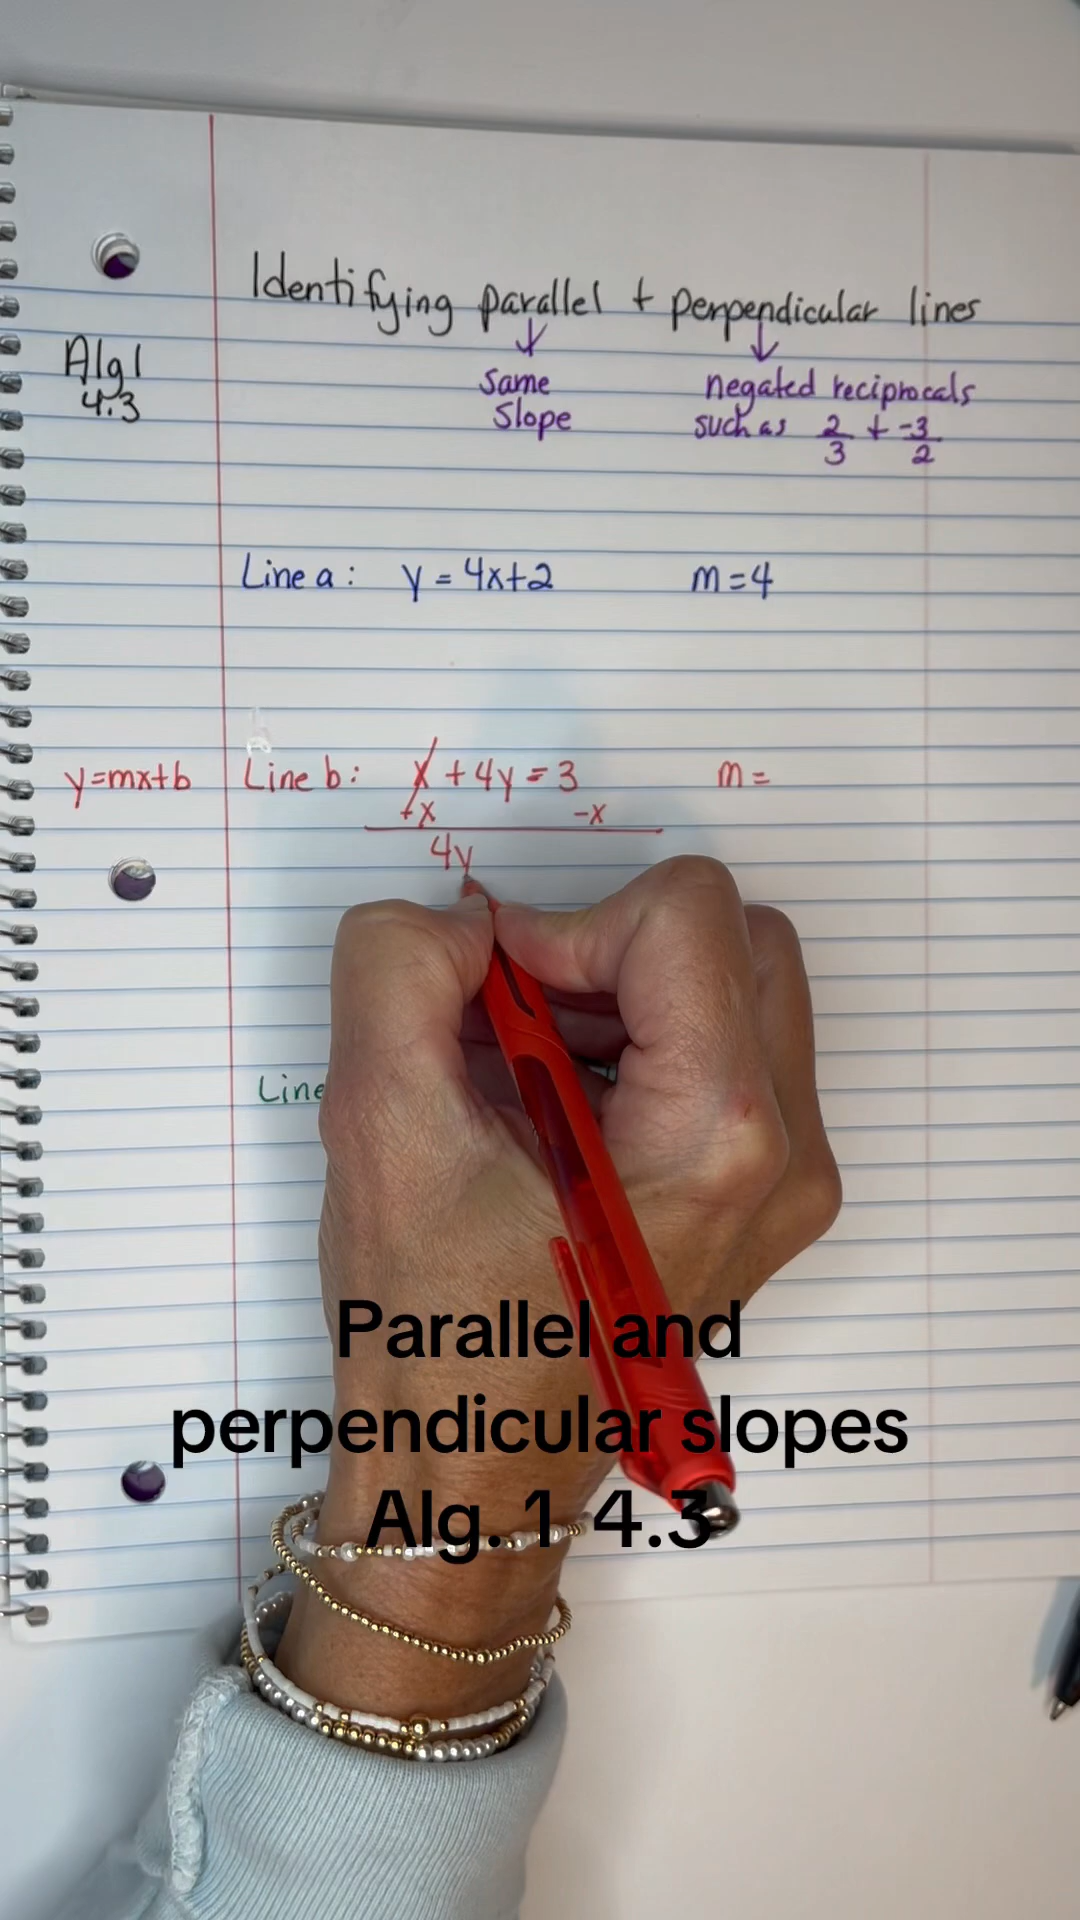 Identifying parallel + perpendicular lines
Alg 1
4.3
same
slope
negated reciprocals
such as 2/3 + -3/2
Line a: y = 4x+2 m=4
y=mx+b Line b: x + 4y = 3 m=
-x -x
4y
Line
Parallel and
perpendicular slopes
Alg. 1 4.3